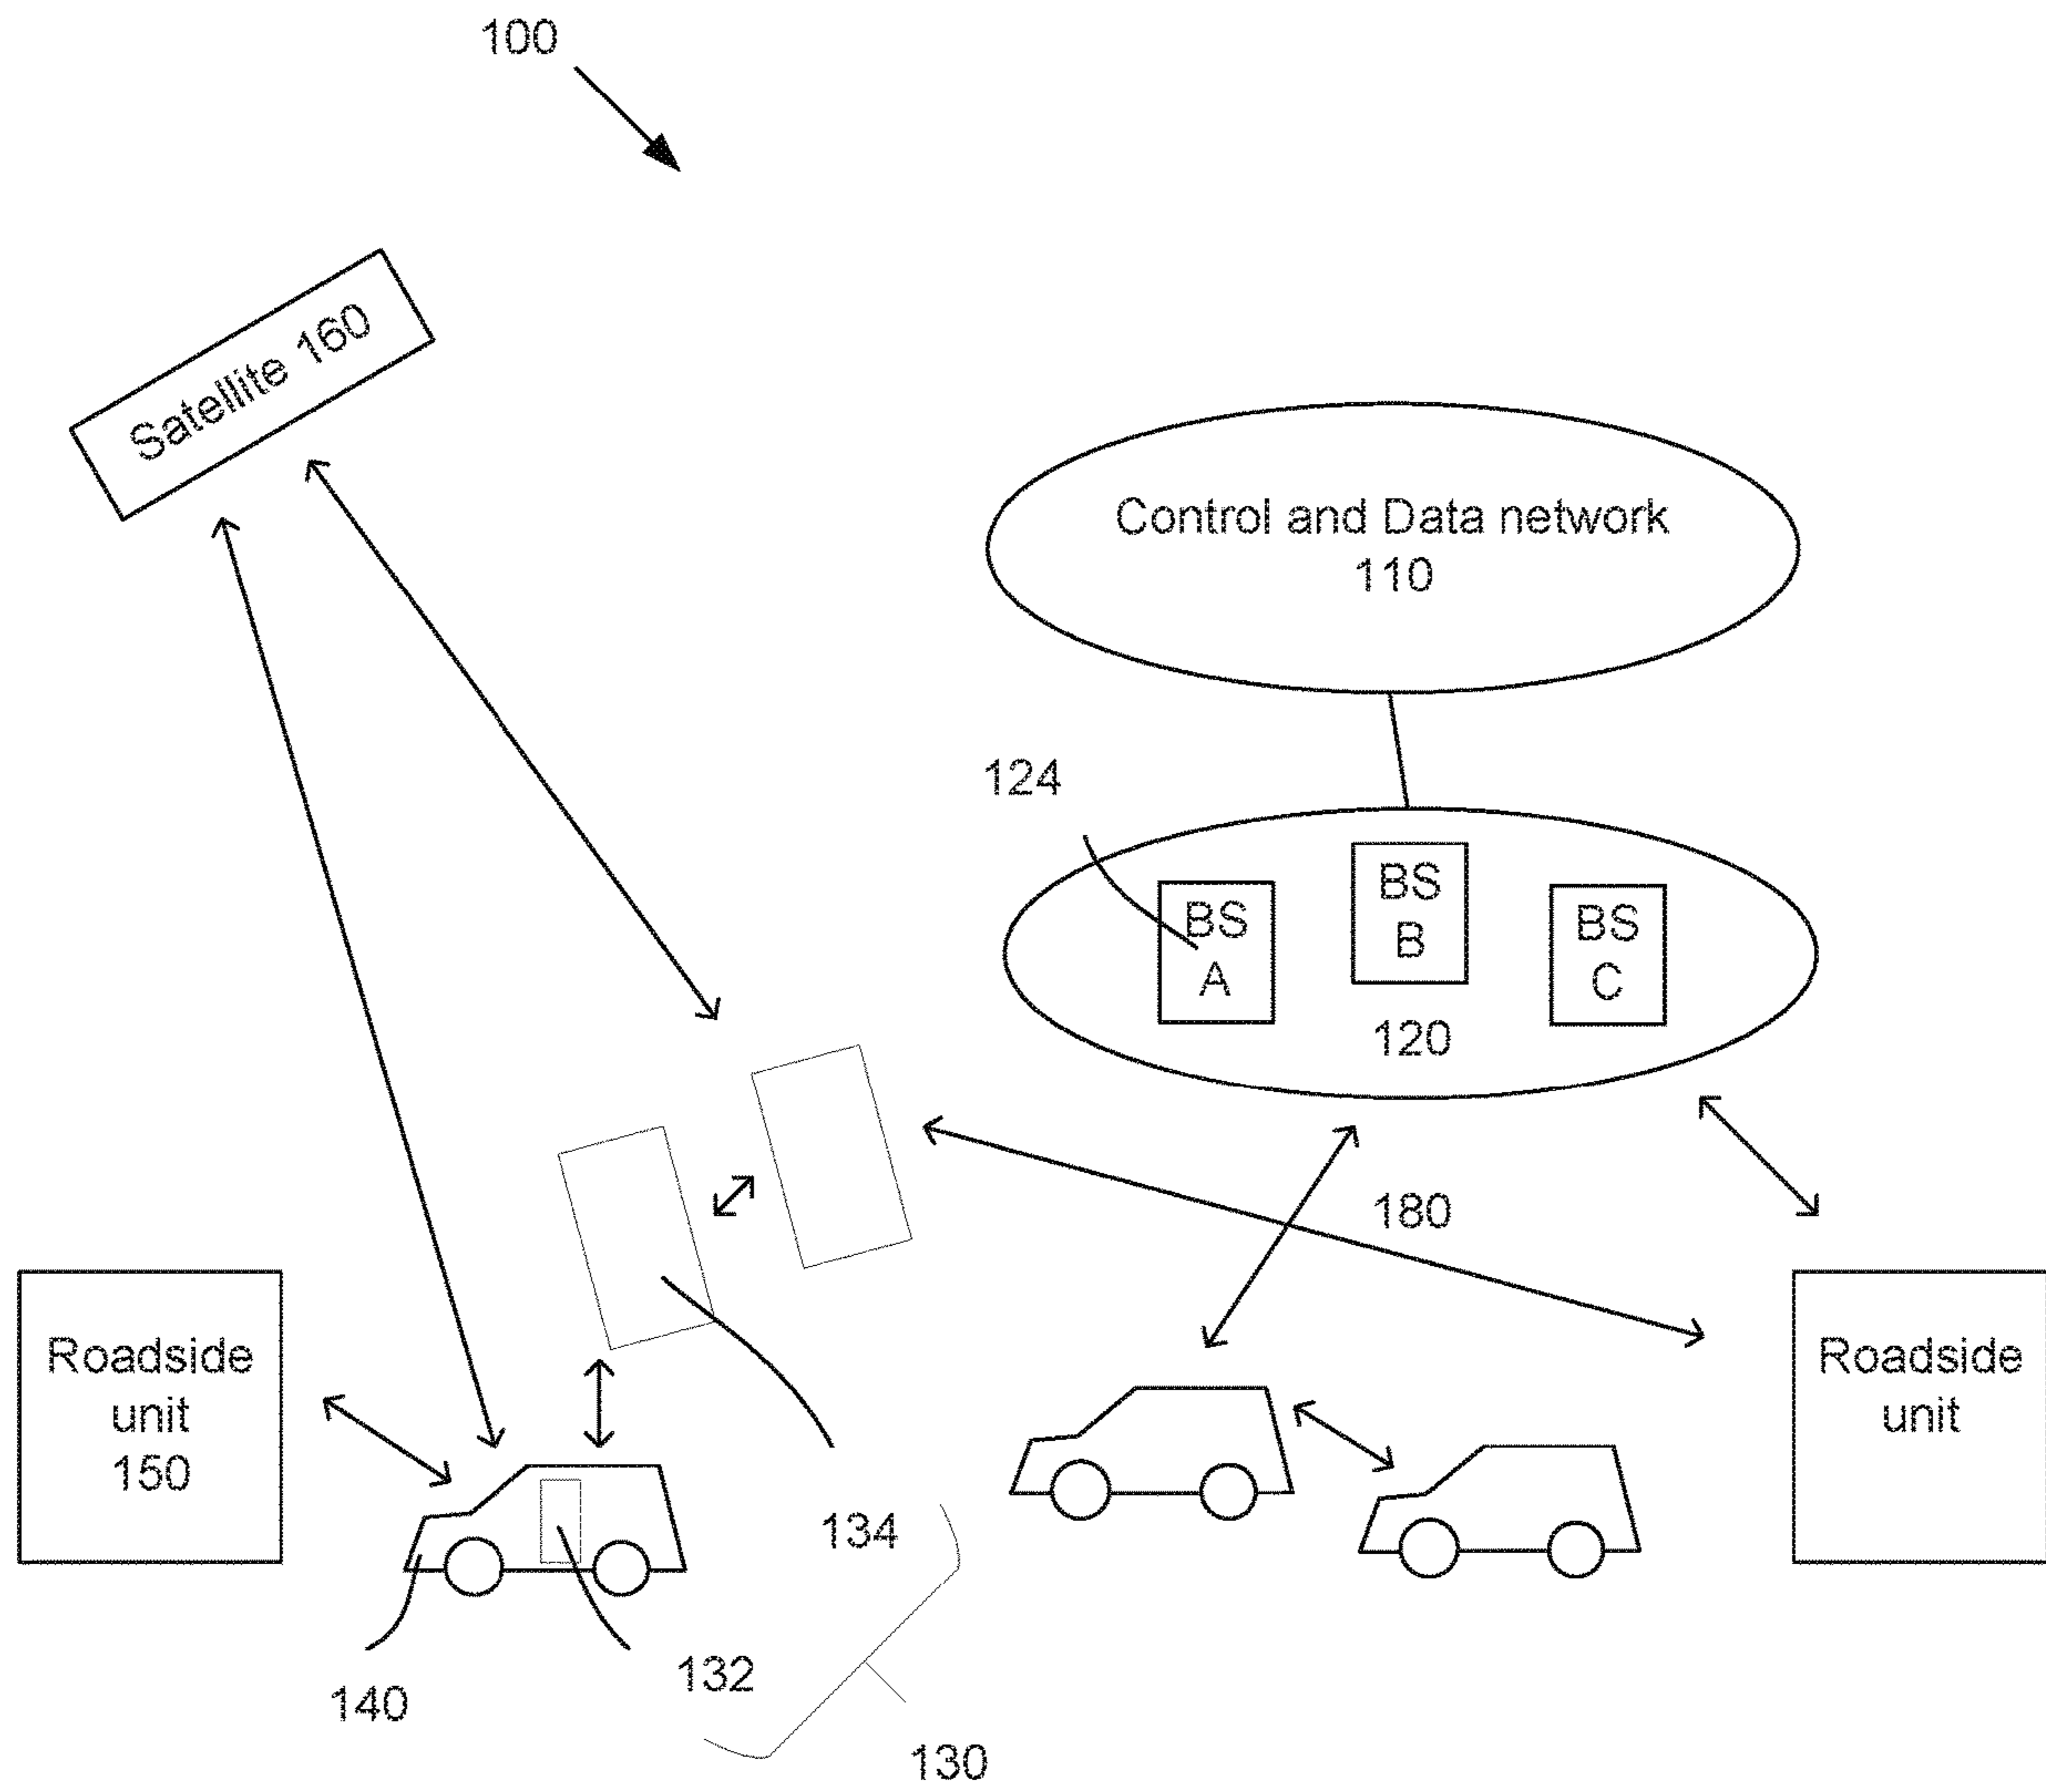 100
Satellite 160
Control and Data network
110
124
BS
A
BS
B
BS
C
120
180
Roadside
unit
150
Roadside
unit
134
132
140
130